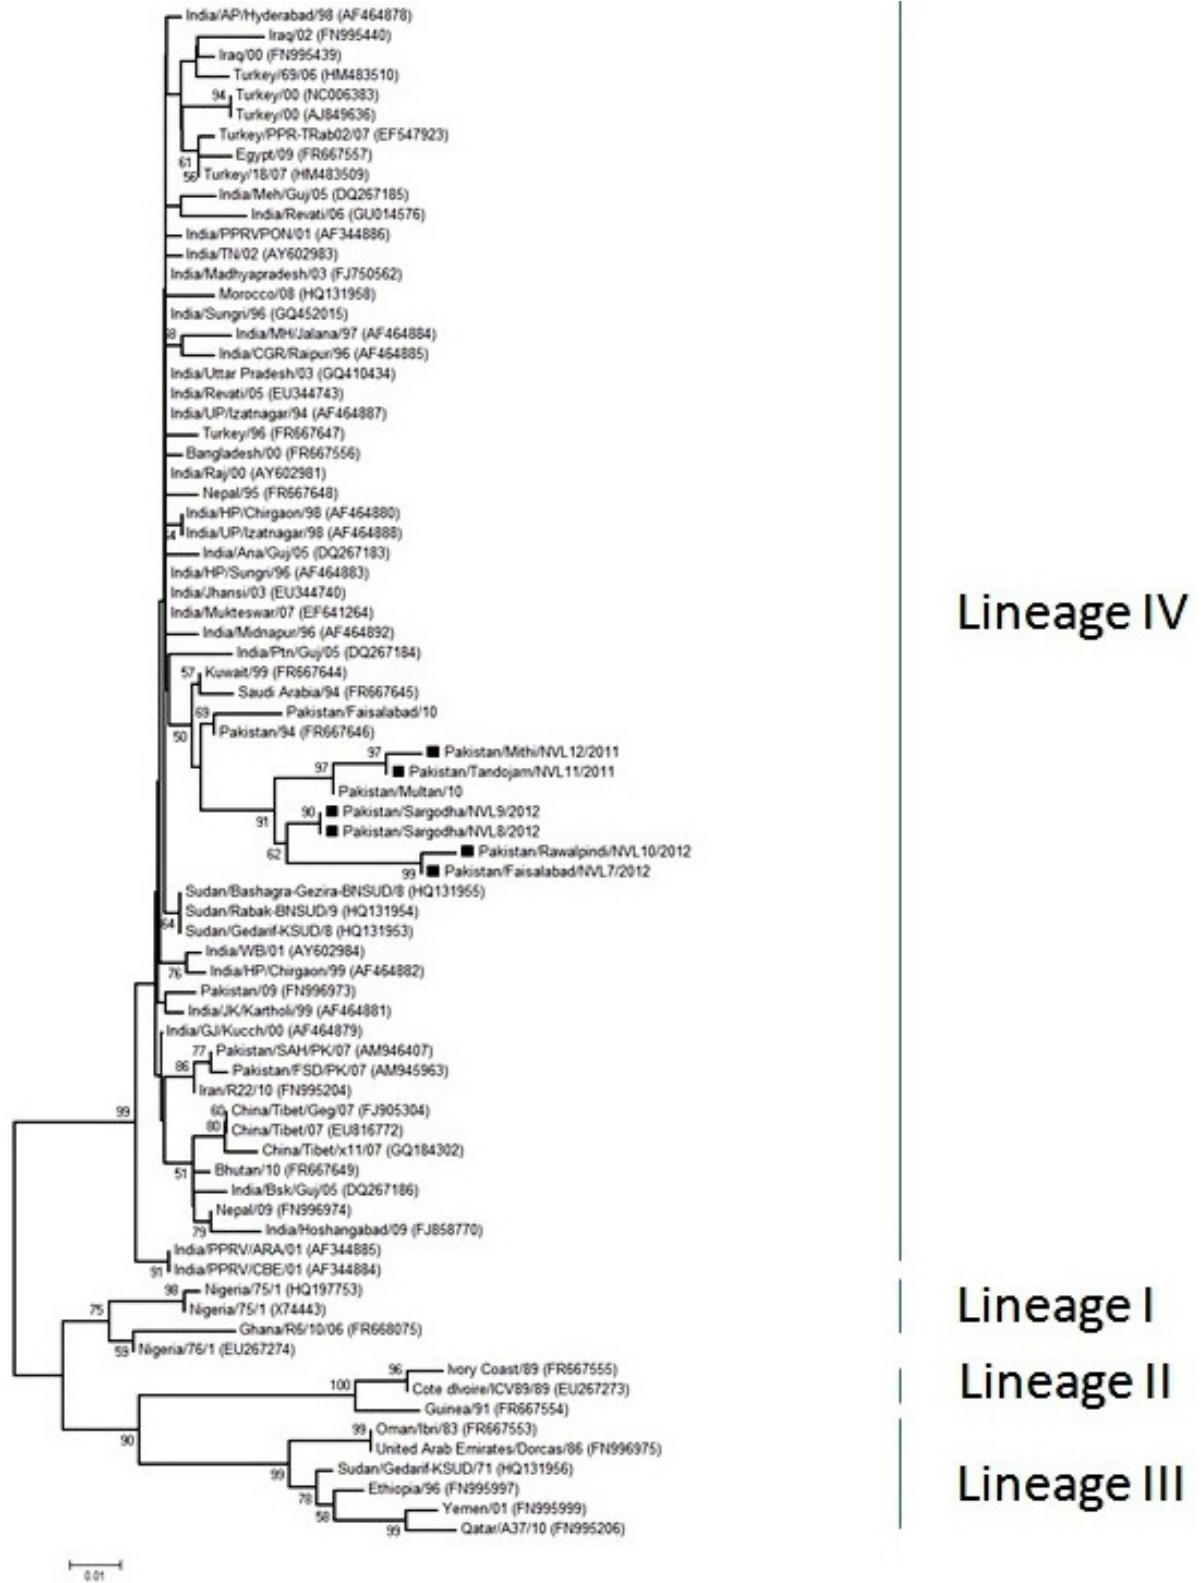 India/AP/Hyderabad/98 (AF464878)
Iraq/02 (FN995440)
Iraq/00 (FN995439)
Turkey/69/06 (HM483510)
94 Turkey/00 (NC006383)
Turkey/00 (AJ849636)
Turkey/PPR-TRab02/07 (EF547923)
Egypt/09 (FR667557)
61
56 Turkey/18/07 (HM483509)
India/Meh/Guj/05 (DQ267185)
India/Revati/06 (GU014576)
India/PPRVPON/01 (AF344886)
India/TN/02 (AY602983)
India/Madhyapradesh/03 (FJ750562)
Morocco/08 (HQ131958)
India/Sungri/96 (GQ452015)
India/MH/Jalana/97 (AF464884)
India/CGR/Raipur/96 (AF464885)
India/Uttar Pradesh/03 (GQ410434)
India/Revati/05 (EU344743)
India/UP/Izatnagar/94 (AF464887)
Turkey/96 (FR667647)
Bangladesh/00 (FR667556)
India/Raj/00 (AY602981)
Nepal/95 (FR667648)
India/HP/Chirgaon/98 (AF464880)
India/UP/Izatnagar/98 (AF464888)
India/Ana/Guj/05 (DQ267183)
India/HP/Sungri/96 (AF464883)
India/Jhansi/03 (EU344740)
India/Mukteswar/07 (EF641264)
India/Midnapur/96 (AF464892)
India/Ptn/Guj/05 (DQ267184)
57 Kuwait/99 (FR667644)
Saudi Arabia/94 (FR667645)
69 Pakistan/Faisalabad/10
50 Pakistan/94 (FR667646)
97 Pakistan/Mithi/NVL12/2011
97 Pakistan/Tandojam/NVL11/2011
Pakistan/Multan/10
90 Pakistan/Sargodha/NVL9/2012
91
Pakistan/Sargodha/NVL8/2012
62 Pakistan/Rawalpindi/NVL10/2012
99 Pakistan/Faisalabad/NVL7/2012
Sudan/Bashagra-Gezira-BNSUD/8 (HQ131955)
Sudan/Rabak-BNSUD/9 (HQ131954)
64
Sudan/Gedarif-KSUD/8 (HQ131953)
India/WB/01 (AY602984)
76 India/HP/Chirgaon/99 (AF464882)
Pakistan/09 (FN996973)
India/JK/Kartholi/99 (AF464881)
India/GJ/Kucch/00 (AF464879)
77 Pakistan/SAH/PK/07 (AM946407)
86 Pakistan/FSD/PK/07 (AM945963)
Iran/R22/10 (FN995204)
99 60 China/Tibet/Geg/07 (FJ905304)
80 China/Tibet/07 (EU816772)
China/Tibet/x11/07 (GQ184302)
51 Bhutan/10 (FR667649)
India/Bsk/Guj/05 (DQ267186)
Nepal/09 (FN996974)
79 India/Hoshangabad/09 (FJ858770)
India/PPRV/ARA/01 (AF344885)
91 India/PPRV/CBE/01 (AF344884)
Lineage IV
98 Nigeria/75/1 (HQ197753)
75 Nigeria/75/1 (X74443)
Ghana/R6/10/06 (FR668075)
59 Nigeria/76/1 (EU267274)
Lineage I
96 Ivory Coast/89 (FR667555)
100 Cote dIvoire/ICV89/89 (EU267273)
Guinea/91 (FR667554)
Lineage II
99 Oman/Ibri/83 (FR667553)
90
United Arab Emirates/Dorcas/86 (FN996975)
99 Sudan/Gedarif-KSUD/71 (HQ131956)
Ethiopia/96 (FN995997)
78
58 Yemen/01 (FN995999)
99 Qatar/A37/10 (FN995206)
Lineage III
0.01